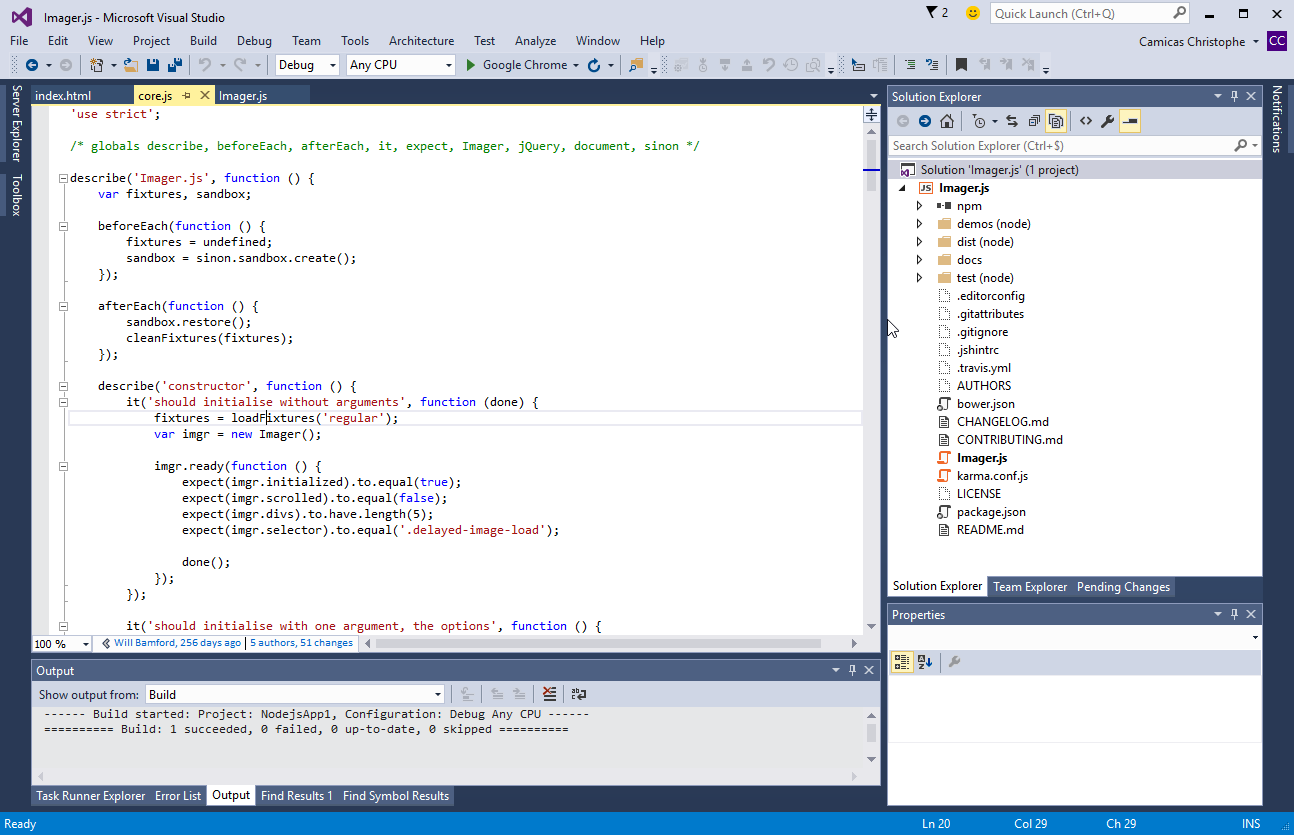 Imager.js - Microsoft Visual Studio
2
Quick Launch (Ctrl+Q)
File Edit View Project Build Debug Team Tools Architecture Test Analyze Window Help
Camicas Christophe CC
Debug Any CPU Google Chrome
Server Explorer
Toolbox
index.html core.js Imager.js
'use strict';
/* globals describe, beforeEach, afterEach, it, expect, Imager, jQuery, document, sinon */
describe('Imager.js', function () {
var fixtures, sandbox;
beforeEach(function () {
fixtures = undefined;
sandbox = sinon.sandbox.create();
});
afterEach(function () {
sandbox.restore();
cleanFixtures(fixtures);
});
describe('constructor', function () {
it('should initialise without arguments', function (done) {
fixtures = loadFixtures('regular');
var imgr = new Imager();
imgr.ready(function () {
expect(imgr.initialized).to.equal(true);
expect(imgr.scrolled).to.equal(false);
expect(imgr.divs).to.have.length(5);
expect(imgr.selector).to.equal('.delayed-image-load');
done();
});
});
it('should initialise with one argument, the options', function () {
100 % Will Bamford, 256 days ago | 5 authors, 51 changes
Output
Show output from: Build
------ Build started: Project: NodejsApp1, Configuration: Debug Any CPU ------
========== Build: 1 succeeded, 0 failed, 0 up-to-date, 0 skipped ==========
Task Runner Explorer Error List Output Find Results 1 Find Symbol Results
Solution Explorer
Search Solution Explorer (Ctrl+$)
Solution 'Imager.js' (1 project)
JS Imager.js
npm
demos (node)
dist (node)
docs
test (node)
.editorconfig
.gitattributes
.gitignore
.jshintrc
.travis.yml
AUTHORS
bower.json
CHANGELOG.md
CONTRIBUTING.md
Imager.js
karma.conf.js
LICENSE
package.json
README.md
Solution Explorer Team Explorer Pending Changes
Properties
Notifications
Ready Ln 20 Col 29 Ch 29 INS